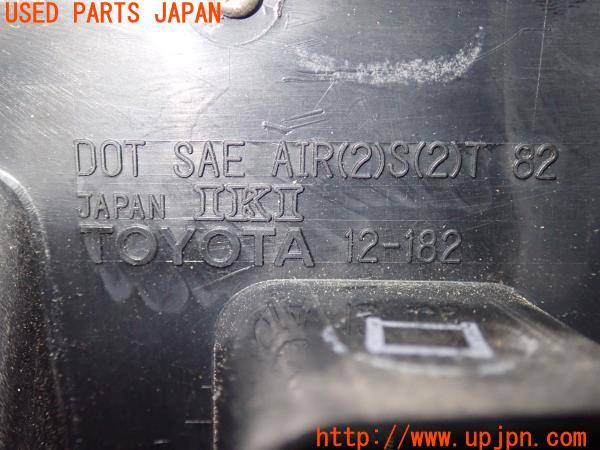 USED PARTS JAPAN
DOT SAE AIR(2)S(2)T 82
JAPAN IKI
TOYOTA 12-182
http://www.upjpn.com/